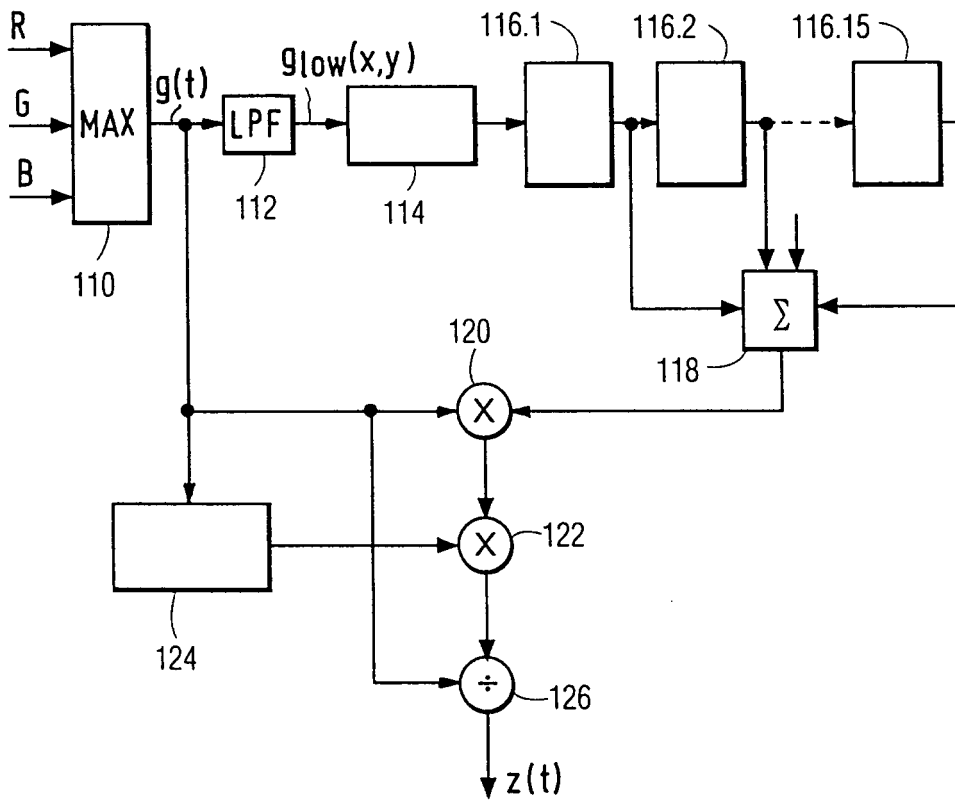 R
116.1
116.2
116.15
g(t)
glow(x,y)
G
MAX
LPF
B
112
114
110
Σ
120
118
X
X
122
124
÷
126
z(t)